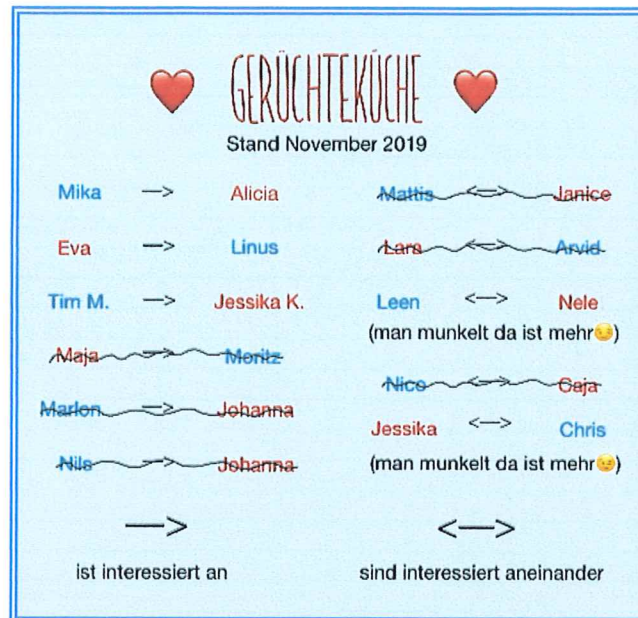 GERÜCHTEKÜCHE
Stand November 2019
Mika —> Alicia
Eva —> Linus
Tim M. —> Jessika K.
Maja —> Moritz
Marlon —> Johanna
Nils —> Johanna
Mattis <—> Janice
Lara <—> Arvid
Leen <—> Nele
(man munkelt da ist mehr😉)
Nico <—> Caja
Jessika <—> Chris
(man munkelt da ist mehr😉)
—>
ist interessiert an
<—>
sind interessiert aneinander